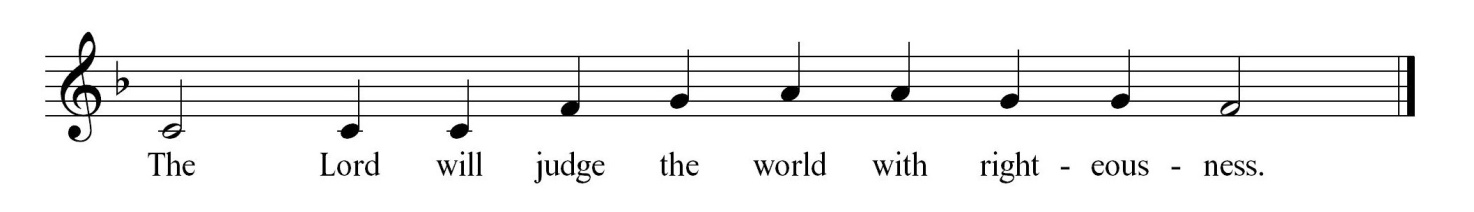 The Lord will judge the world with right - eous - ness.